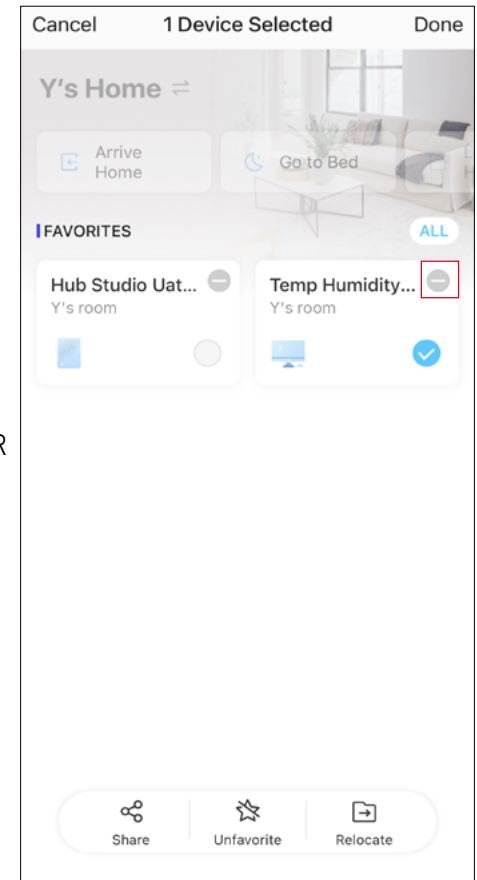 Cancel 1 Device Selected Done
Y's Home
Arrive Home
Go to Bed
FAVORITES ALL
Hub Studio Uat...
Y's room
Temp Humidity...
Y's room
R
Share Unfavorite Relocate